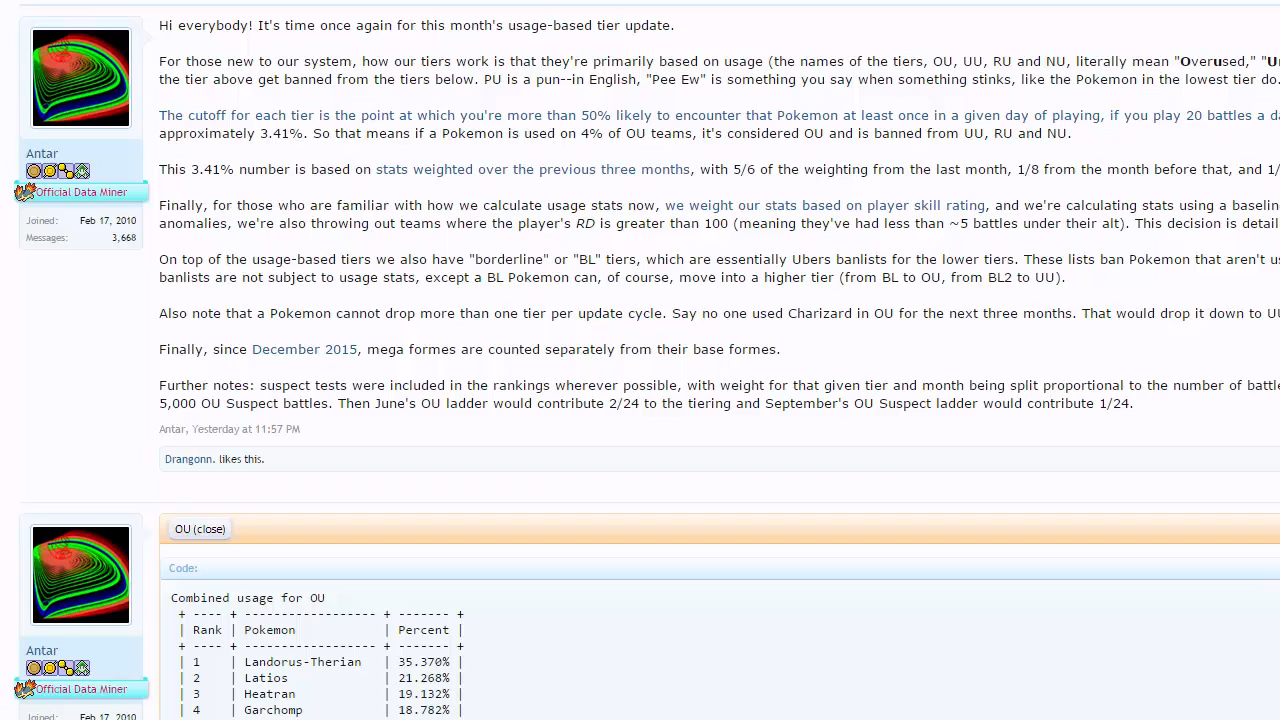 Hi everybody! It's time once again for this month's usage-based tier update.
For those new to our system, how our tiers work is that they're primarily based on usage (the names of the tiers, OU, UU, RU and NU, literally mean "Overused," "U
the tier above get banned from the tiers below. PU is a pun--in English, "Pee Ew" is something you say when something stinks, like the Pokemon in the lowest tier do.
The cutoff for each tier is the point at which you're more than 50% likely to encounter that Pokemon at least once in a given day of playing, if you play 20 battles a da
approximately 3.41%. So that means if a Pokemon is used on 4% of OU teams, it's considered OU and is banned from UU, RU and NU.
Antar
Official Data Miner
Joined: Feb 17, 2010
Messages: 3,668
This 3.41% number is based on stats weighted over the previous three months, with 5/6 of the weighting from the last month, 1/8 from the month before that, and 1/
Finally, for those who are familiar with how we calculate usage stats now, we weight our stats based on player skill rating, and we're calculating stats using a baselin
anomalies, we're also throwing out teams where the player's RD is greater than 100 (meaning they've had less than ~5 battles under their alt). This decision is detail
On top of the usage-based tiers we also have "borderline" or "BL" tiers, which are essentially Ubers banlists for the lower tiers. These lists ban Pokemon that aren't us
banlists are not subject to usage stats, except a BL Pokemon can, of course, move into a higher tier (from BL to OU, from BL2 to UU).
Also note that a Pokemon cannot drop more than one tier per update cycle. Say no one used Charizard in OU for the next three months. That would drop it down to UU
Finally, since December 2015, mega formes are counted separately from their base formes.
Further notes: suspect tests were included in the rankings wherever possible, with weight for that given tier and month being split proportional to the number of battle
5,000 OU Suspect battles. Then June's OU ladder would contribute 2/24 to the tiering and September's OU Suspect ladder would contribute 1/24.
Antar, Yesterday at 11:57 PM
Drangonn. likes this.
Antar
Official Data Miner
Joined: Feb 17, 2010
OU (close)
Code:
Combined usage for OU
+ ---- + ------------------ + ------- +
| Rank | Pokemon | Percent |
+ ---- + ------------------ + ------- +
| 1 | Landorus-Therian | 35.370% |
| 2 | Latios | 21.268% |
| 3 | Heatran | 19.132% |
| 4 | Garchomp | 18.782% |